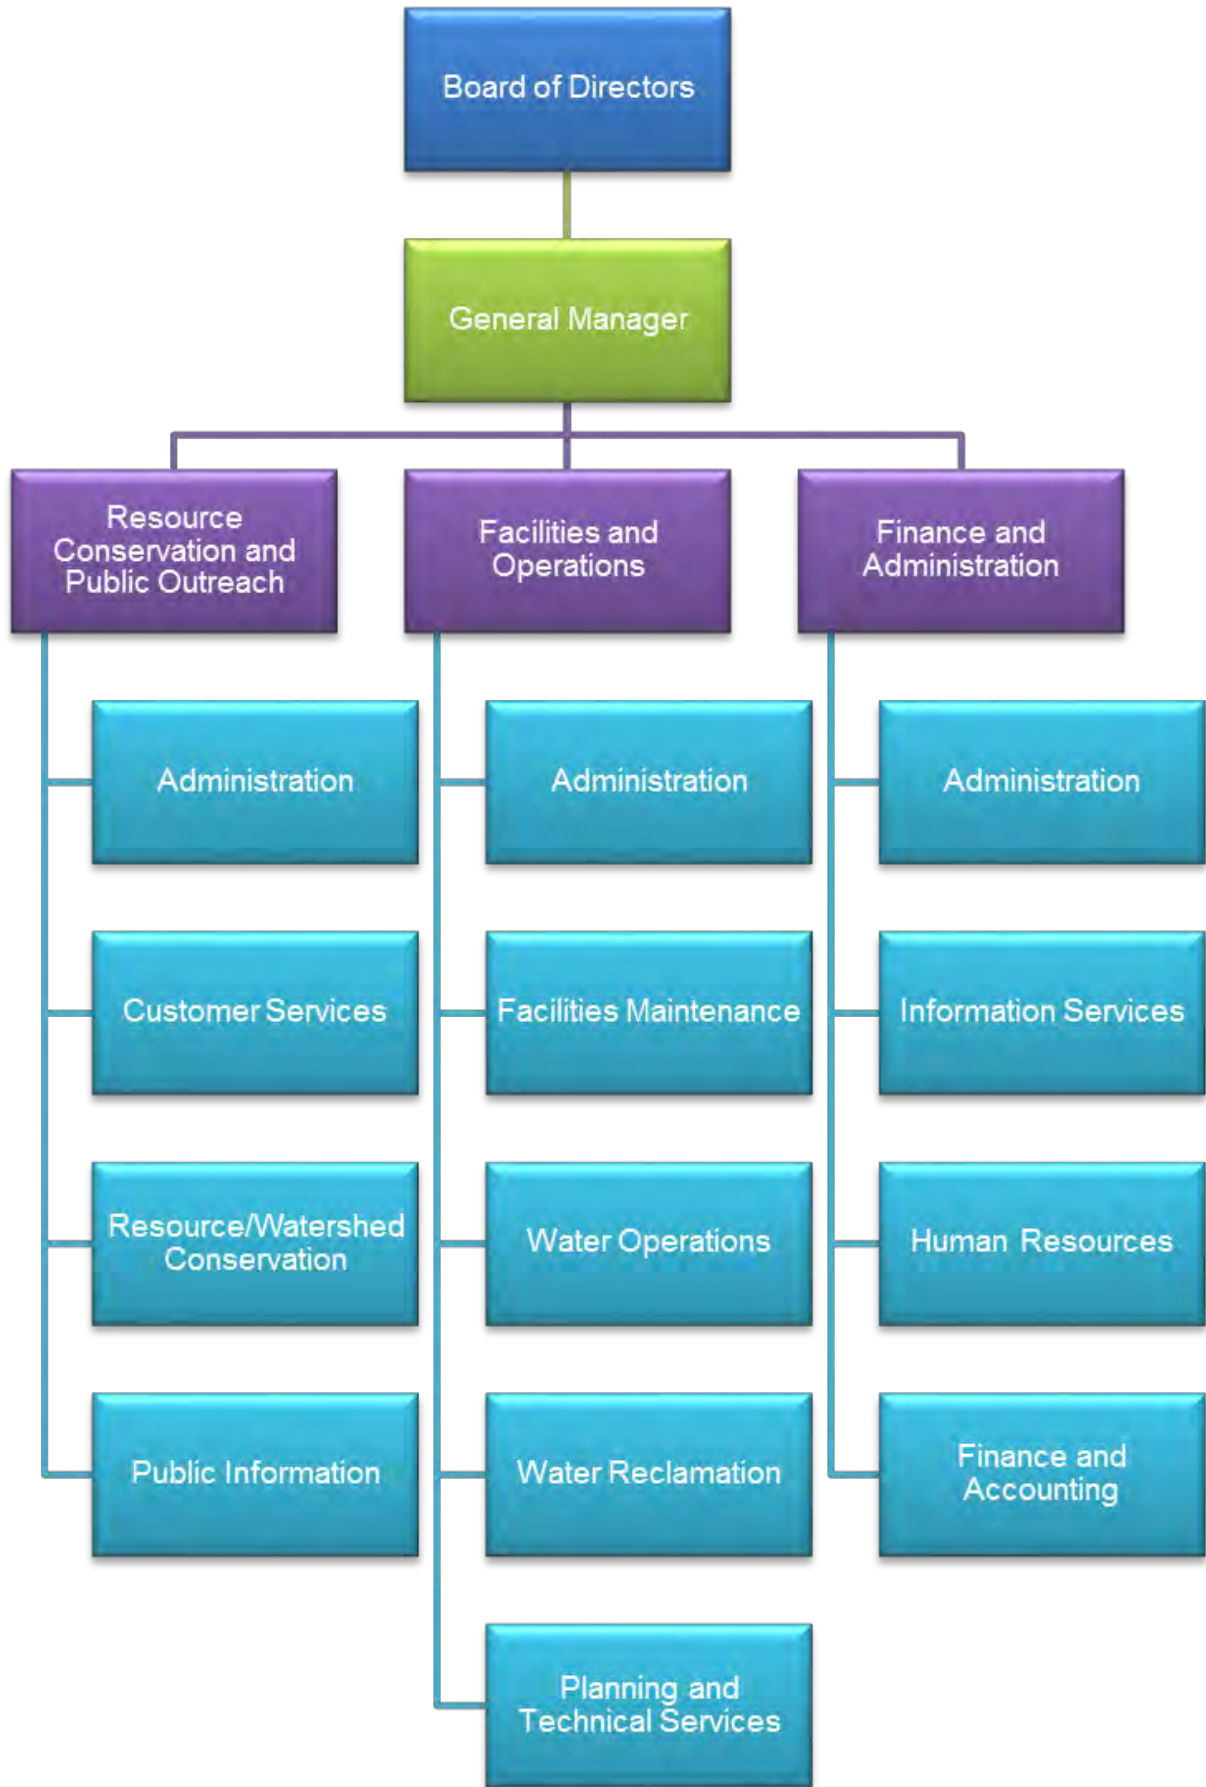 Board of Directors
General Manager
Resource
Conservation and
Public Outreach
Facilities and
Operations
Finance and
Administration
Administration
Administration
Administration
Customer Services
Facilities Maintenance
Information Services
Resource/Watershed
Conservation
Water Operations
Human Resources
Public Information
Water Reclamation
Finance and
Accounting
Planning and
Technical Services